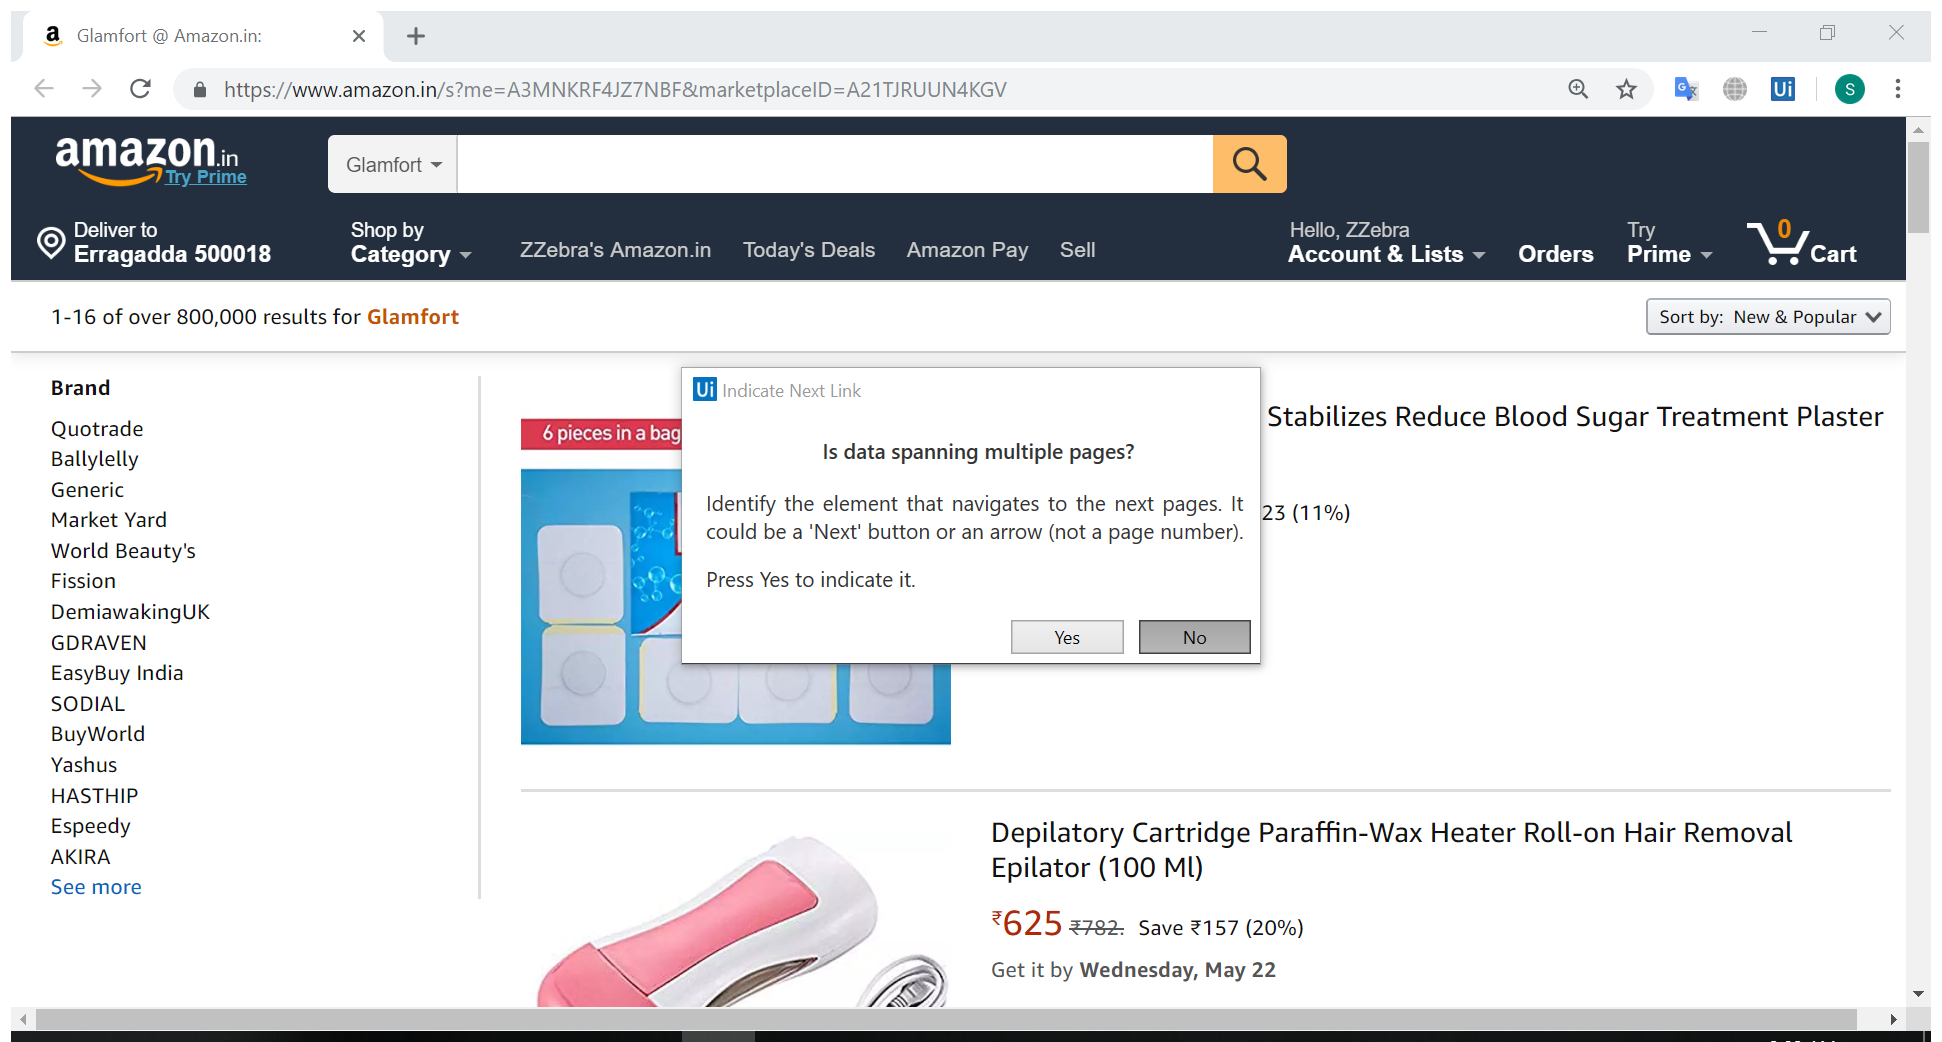 Glamfort @ Amazon.in:
https://www.amazon.in/s?me=A3MNKRF4JZ7NBF&marketplaceID=A21TJRUUN4KGV
Ui
S
amazon.in
Try Prime
Glamfort
Deliver to
Erragadda 500018
Shop by
Category
ZZebra's Amazon.in
Today's Deals
Amazon Pay
Sell
Hello, ZZebra
Account & Lists
Orders
Try
Prime
0
Cart
1-16 of over 800,000 results for Glamfort
Sort by: New & Popular
Brand
Quotrade
Ballylelly
Generic
Market Yard
World Beauty's
Fission
DemiawakingUK
GDRAVEN
EasyBuy India
SODIAL
BuyWorld
Yashus
HASTHIP
Espeedy
AKIRA
See more
6 pieces in a bag
Stabilizes Reduce Blood Sugar Treatment Plaster
23 (11%)
Ui Indicate Next Link
Is data spanning multiple pages?
Identify the element that navigates to the next pages. It
could be a 'Next' button or an arrow (not a page number).
Press Yes to indicate it.
Yes
No
Depilatory Cartridge Paraffin-Wax Heater Roll-on Hair Removal
Epilator (100 Ml)
₹625 ₹782. Save ₹157 (20%)
Get it by Wednesday, May 22